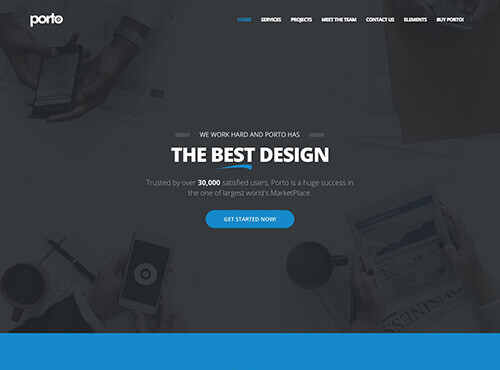 porto
HOME SERVICES PROJECTS MEET THE TEAM CONTACT US ELEMENTS BUY PORTO!
WE WORK HARD AND PORTO HAS
THE BEST DESIGN
Trusted by over 30,000 satisfied users, Porto is a huge success in
the one of largest world's MarketPlace.
GET STARTED NOW!
BUSINESS